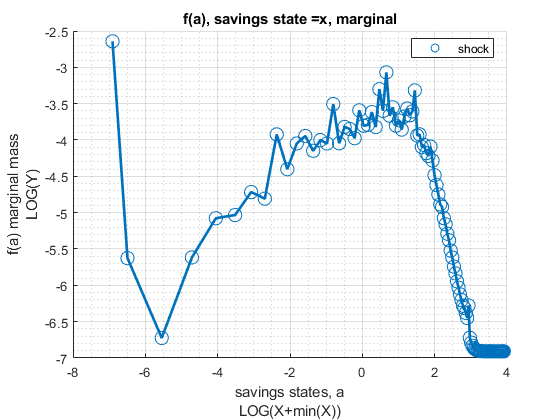 f(a), savings state =x, marginal
shock
f(a) marginal mass
LOG(Y)
-2.5
-3
-3.5
-4
-4.5
-5
-5.5
-6
-6.5
-7
-8
-6
-4
-2
0
2
4
savings states, a
LOG(X+min(X))